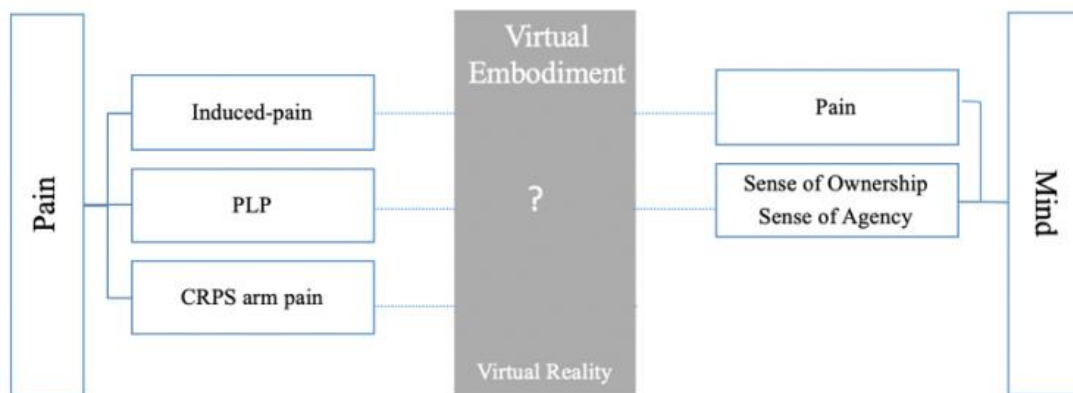 Pain
Induced-pain
PLP
CRPS arm pain
Virtual
Embodiment
?
Virtual Reality
Pain
Sense of Ownership
Sense of Agency
Mind